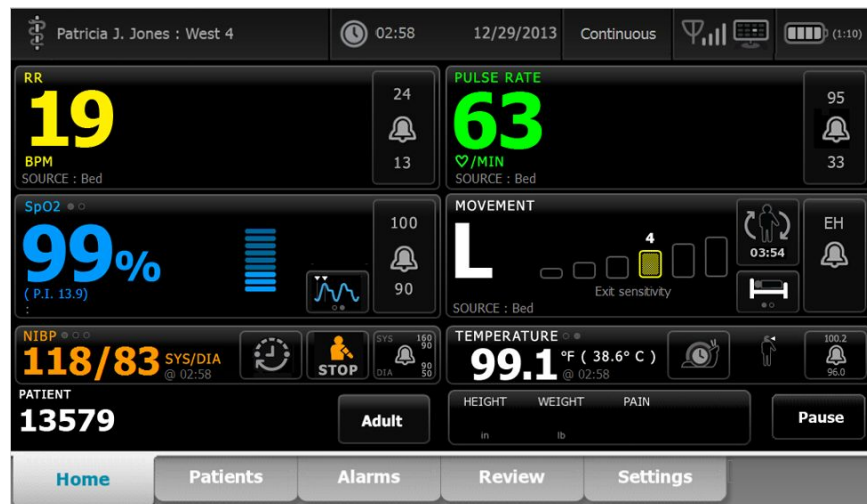 Patricia J. Jones : West 4
02:58
12/29/2013
Continuous
(1:10)
RR
19
BPM
SOURCE : Bed
24
13
PULSE RATE
63
♡/MIN
SOURCE : Bed
95
33
SpO2
99%
( P.I. 13.9)
:
100
90
MOVEMENT
L
SOURCE : Bed
4
Exit sensitivity
03:54
EH
NIBP
118/83 SYS/DIA
@ 02:58
STOP
SYS 160
90
DIA 90
50
TEMPERATURE
99.1 °F ( 38.6° C )
@ 02:58
100.2
96.0
PATIENT
13579
Adult
HEIGHT WEIGHT PAIN
in lb
Pause
Home Patients Alarms Review Settings